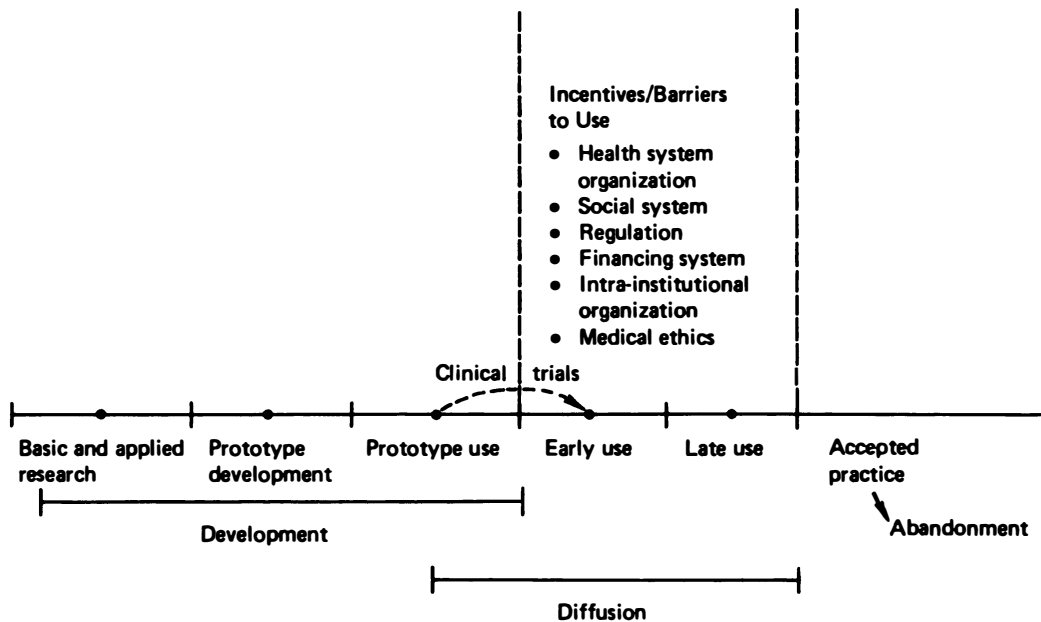 Incentives/Barriers
to Use
• Health system
organization
• Social system
• Regulation
• Financing system
• Intra-institutional
organization
• Medical ethics
Clinical trials
Basic and applied
research
Prototype
development
Prototype use
Early use
Late use
Accepted
practice
Abandonment
Development
Diffusion